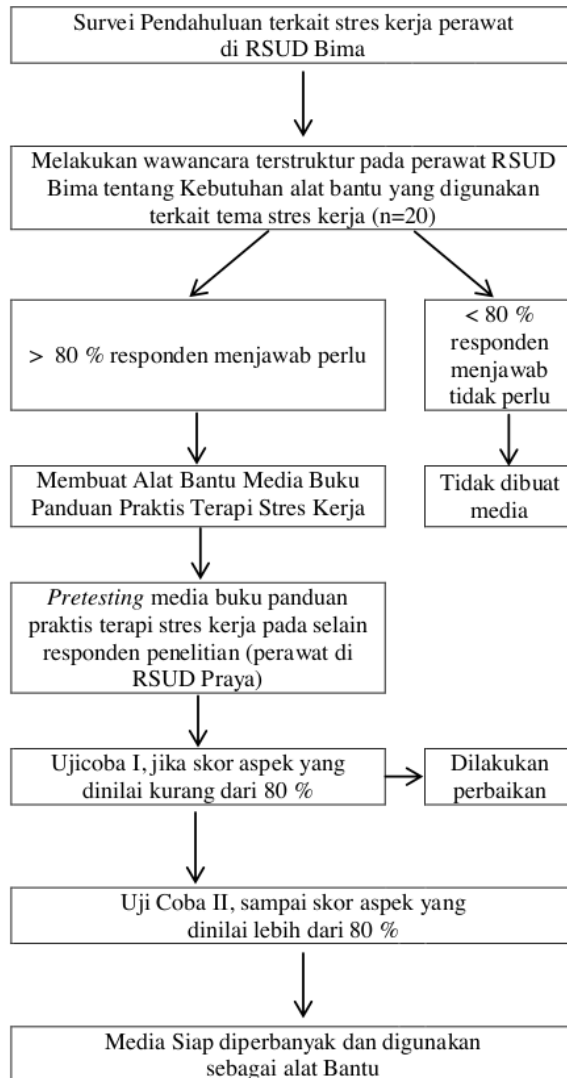 Survei Pendahuluan terkait stres kerja perawat
di RSUD Bima
Melakukan wawancara terstruktur pada perawat RSUD
Bima tentang Kebutuhan alat bantu yang digunakan
terkait tema stres kerja (n=20)
> 80 % responden menjawab perlu
< 80 %
responden
menjawab
tidak perlu
Membuat Alat Bantu Media Buku
Panduan Praktis Terapi Stres Kerja
Tidak dibuat
media
Pretesting media buku panduan
praktis terapi stres kerja pada selain
responden penelitian (perawat di
RSUD Praya)
Ujicoba I, jika skor aspek yang
dinilai kurang dari 80 %
Dilakukan
perbaikan
Uji Coba II, sampai skor aspek yang
dinilai lebih dari 80 %
Media Siap diperbanyak dan digunakan
sebagai alat Bantu